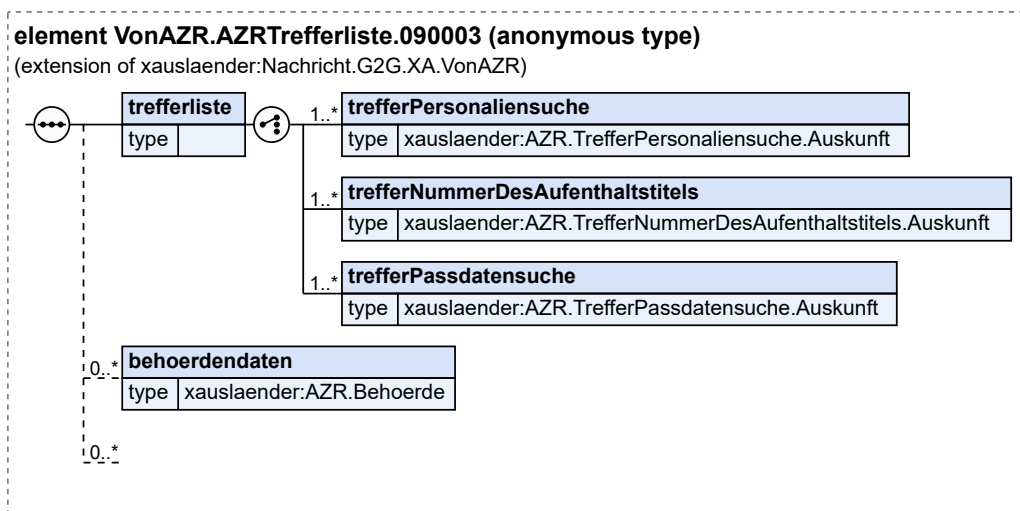 element VonAZR.AZRTrefferliste.090003 (anonymous type)
(extension of xauslaender:Nachricht.G2G.XA.VonAZR)
trefferliste
type
1..* trefferPersonaliensuche
type xauslaender:AZR.TrefferPersonaliensuche.Auskunft
1..* trefferNummerDesAufenthaltstitels
type xauslaender:AZR.TrefferNummerDesAufenthaltstitels.Auskunft
1..* trefferPassdatensuche
type xauslaender:AZR.TrefferPassdatensuche.Auskunft
0..* behoerdendaten
type xauslaender:AZR.Behoerde
0..*